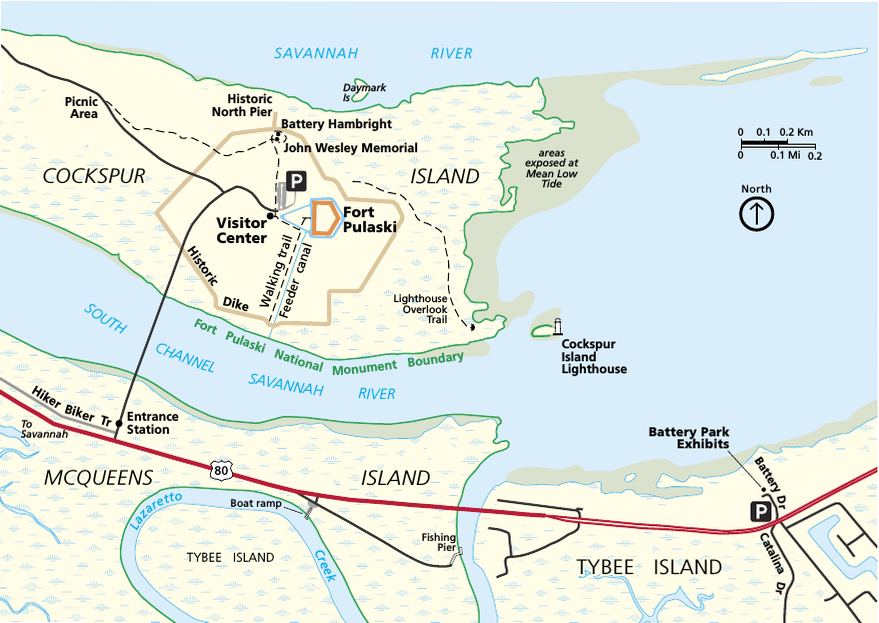 SAVANNAH RIVER
Daymark
Is
Picnic
Area
Historic
North Pier
Battery Hambright
John Wesley Memorial
0 0.1 0.2 Km
0 0.1 Mi 0.2
areas
exposed at
Mean Low
Tide
COCKSPUR ISLAND
P
North
Visitor
Center
Fort
Pulaski
Historic Dike
Walking trail
Feeder canal
Lighthouse
Overlook
Trail
SOUTH CHANNEL SAVANNAH RIVER
Fort Pulaski National Monument Boundary
Cockspur
Island
Lighthouse
Hiker Biker Tr
Entrance
Station
To
Savannah
Battery Park
Exhibits
Battery Dr
80
MCQUEENS ISLAND
Lazaretto Creek
Boat ramp
P
Fishing
Pier
Catalina Dr
TYBEE ISLAND
TYBEE ISLAND